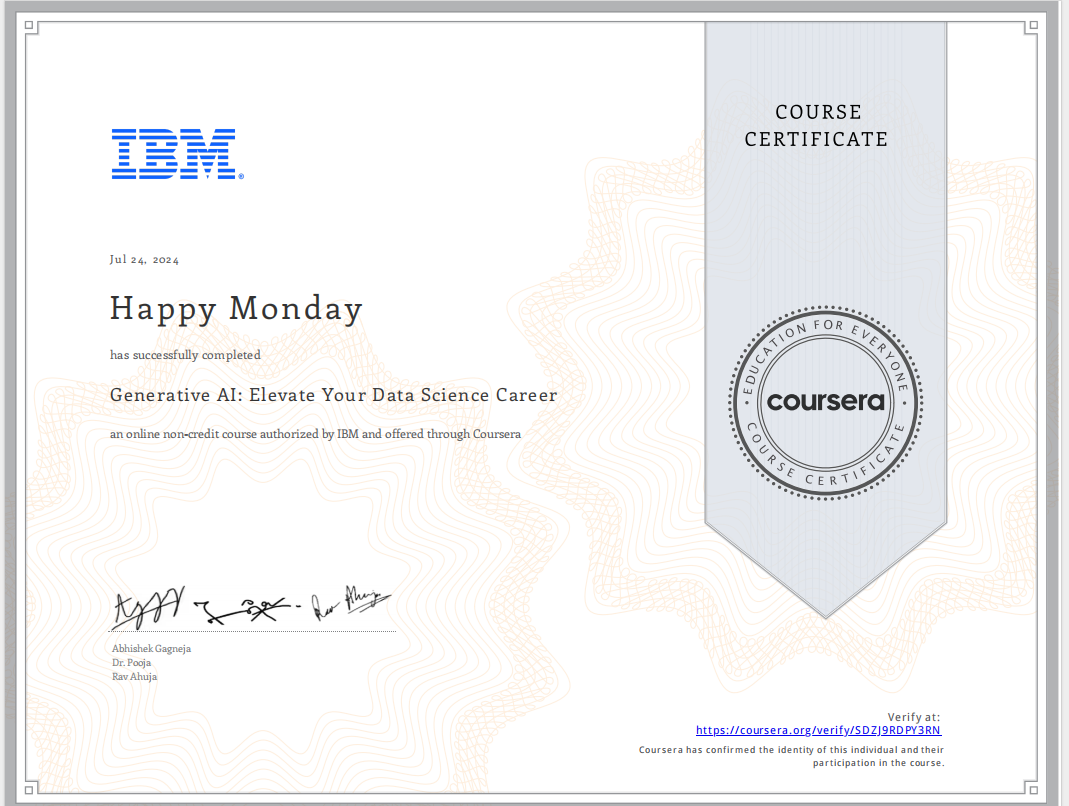 COURSE
CERTIFICATE
IBM®
Jul 24, 2024
Happy Monday
has successfully completed
Generative AI: Elevate Your Data Science Career
an online non-credit course authorized by IBM and offered through Coursera
EDUCATION FOR EVERYONE
coursera
COURSE CERTIFICATE
Rav Ahuja
Abhishek Gagneja
Dr. Pooja
Rav Ahuja
Verify at:
https://coursera.org/verify/SDZJ9RDPY3RN
Coursera has confirmed the identity of this individual and their
participation in the course.